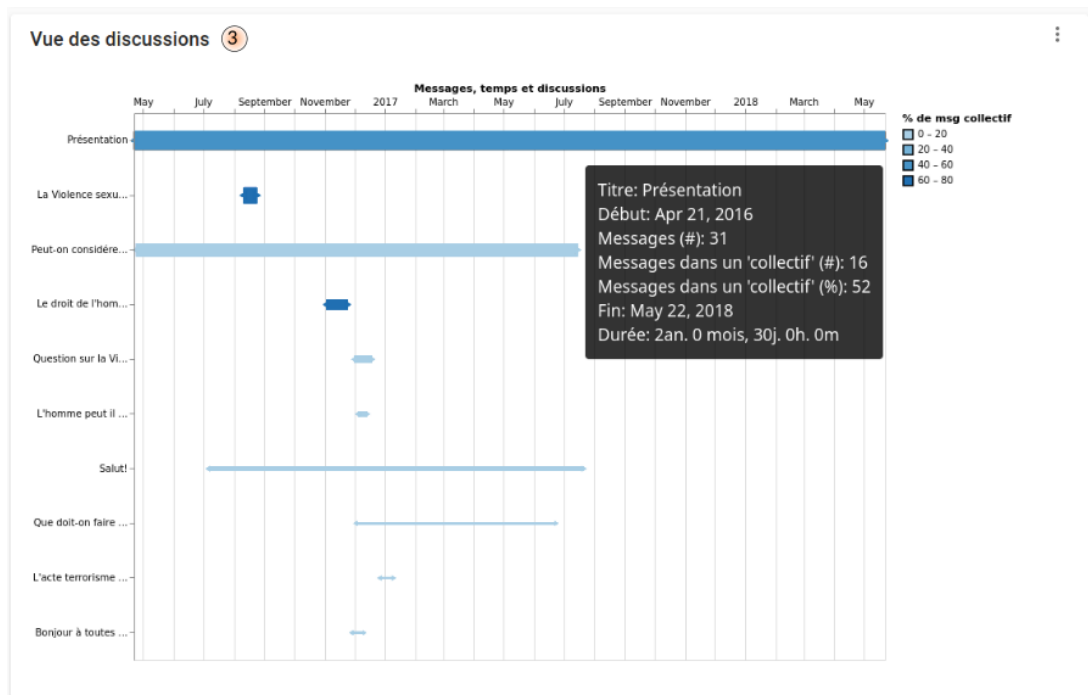 Vue des discussions 3
Messages, temps et discussions
May July September November 2017 March May July September November 2018 March May
% de msg collectif
0 – 20
20 – 40
40 – 60
60 – 80
Présentation
La Violence sexu...
Peut-on considére...
Le droit de l'hom...
Question sur la Vi...
L'homme peut il ...
Salut!
Que doit-on faire ...
L'acte terrorisme ...
Bonjour à toutes ...
Titre: Présentation
Début: Apr 21, 2016
Messages (#): 31
Messages dans un 'collectif' (#): 16
Messages dans un 'collectif' (%): 52
Fin: May 22, 2018
Durée: 2an. 0 mois, 30j. 0h. 0m